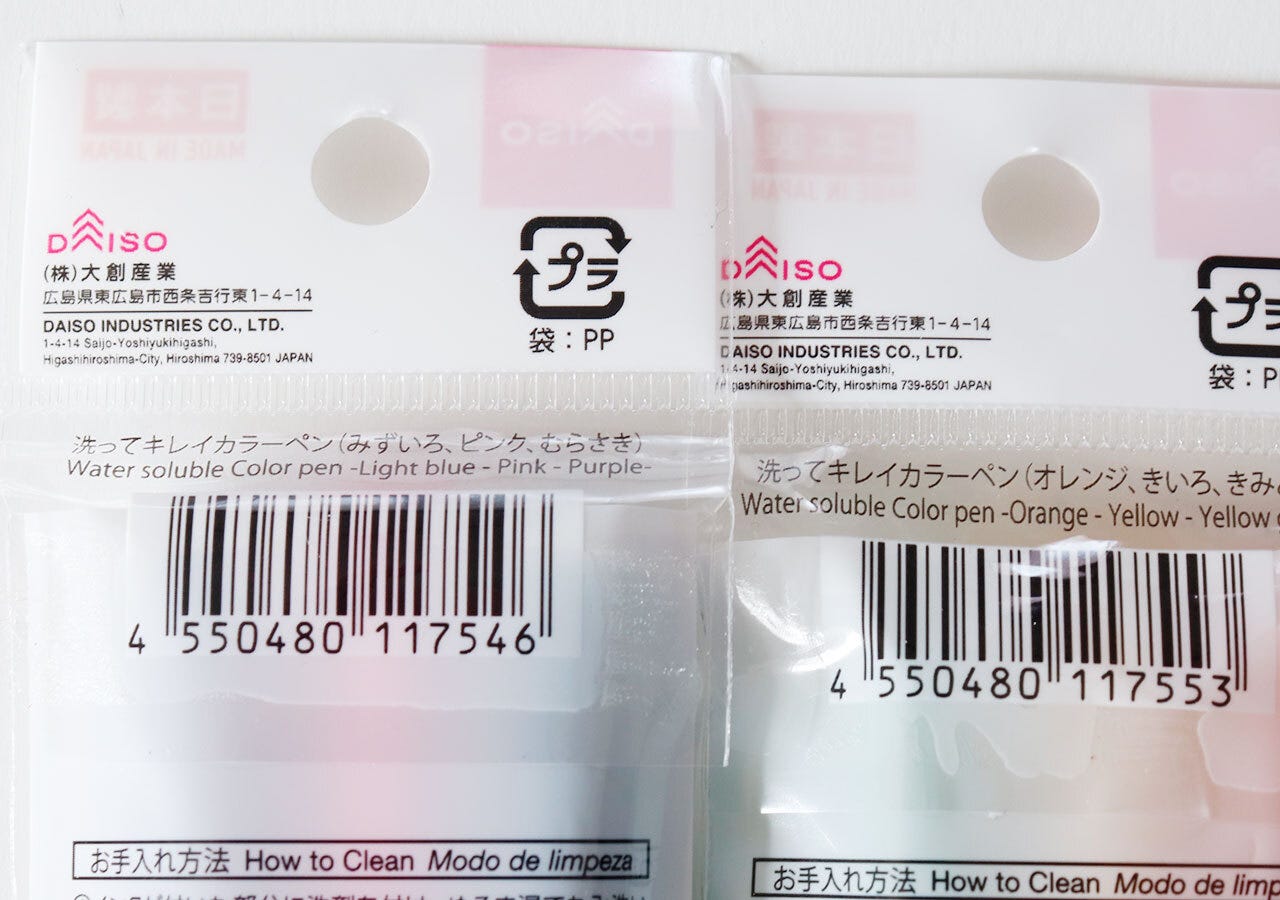 DAISO
(株)大創産業
広島県東広島市西条吉行東1-4-14
DAISO INDUSTRIES CO., LTD.
1-4-14 Saijo-Yoshiyukihigashi,
Higashihiroshima-City, Hiroshima 739-8501 JAPAN
プラ
袋:PP
日本製
MADE IN JAPAN
DAISO
洗ってキレイカラーペン(みずいろ、ピンク、むらさき)
Water soluble Color pen -Light blue - Pink - Purple-
4 550480 117546
お手入れ方法 How to Clean Modo de limpeza
DAISO
(株)大創産業
広島県東広島市西条吉行東1-4-14
DAISO INDUSTRIES CO., LTD.
1-4-14 Saijo-Yoshiyukihigashi,
Higashihiroshima-City, Hiroshima 739-8501 JAPAN
プラ
袋:P
日本製
MADE IN JAPAN
洗ってキレイカラーペン(オレンジ、きいろ、きみ
Water soluble Color pen -Orange - Yellow - Yellow
4 550480 117553
お手入れ方法 How to Clean Modo de limp